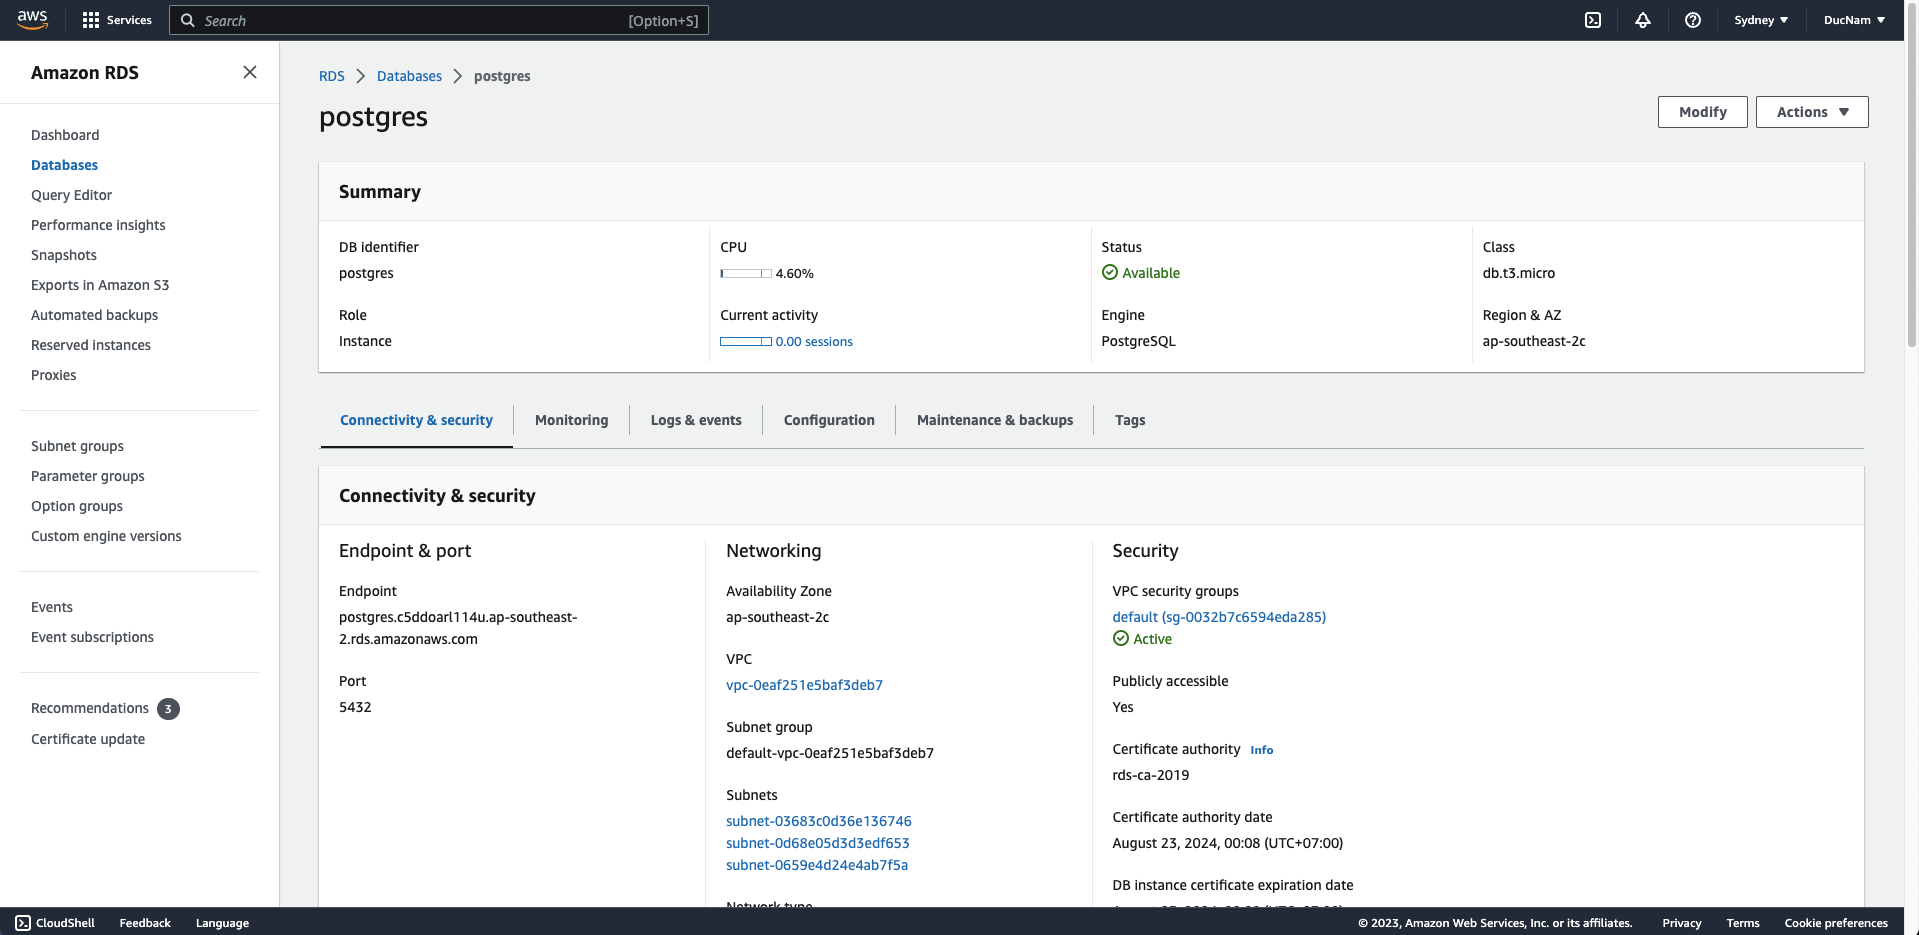 aws
Services
Search
[Option+S]
Sydney
DucNam
Amazon RDS
Dashboard
Databases
Query Editor
Performance insights
Snapshots
Exports in Amazon S3
Automated backups
Reserved instances
Proxies
Subnet groups
Parameter groups
Option groups
Custom engine versions
Events
Event subscriptions
Recommendations 3
Certificate update
RDS
Databases
postgres
postgres
Modify
Actions
Summary
DB identifier
postgres
Role
Instance
CPU
4.60%
Current activity
0.00 sessions
Status
Available
Engine
PostgreSQL
Class
db.t3.micro
Region & AZ
ap-southeast-2c
Connectivity & security
Monitoring
Logs & events
Configuration
Maintenance & backups
Tags
Connectivity & security
Endpoint & port
Endpoint
postgres.c5ddoarl114u.ap-southeast-
2.rds.amazonaws.com
Port
5432
Networking
Availability Zone
ap-southeast-2c
VPC
vpc-0eaf251e5baf3deb7
Subnet group
default-vpc-0eaf251e5baf3deb7
Subnets
subnet-03683c0d36e136746
subnet-0d68e05d3d3edf653
subnet-0659e4d24e4ab7f5a
Network type
Security
VPC security groups
default (sg-0032b7c6594eda285)
Active
Publicly accessible
Yes
Certificate authority Info
rds-ca-2019
Certificate authority date
August 23, 2024, 00:08 (UTC+07:00)
DB instance certificate expiration date
CloudShell
Feedback
Language
© 2023, Amazon Web Services, Inc. or its affiliates.
Privacy
Terms
Cookie preferences